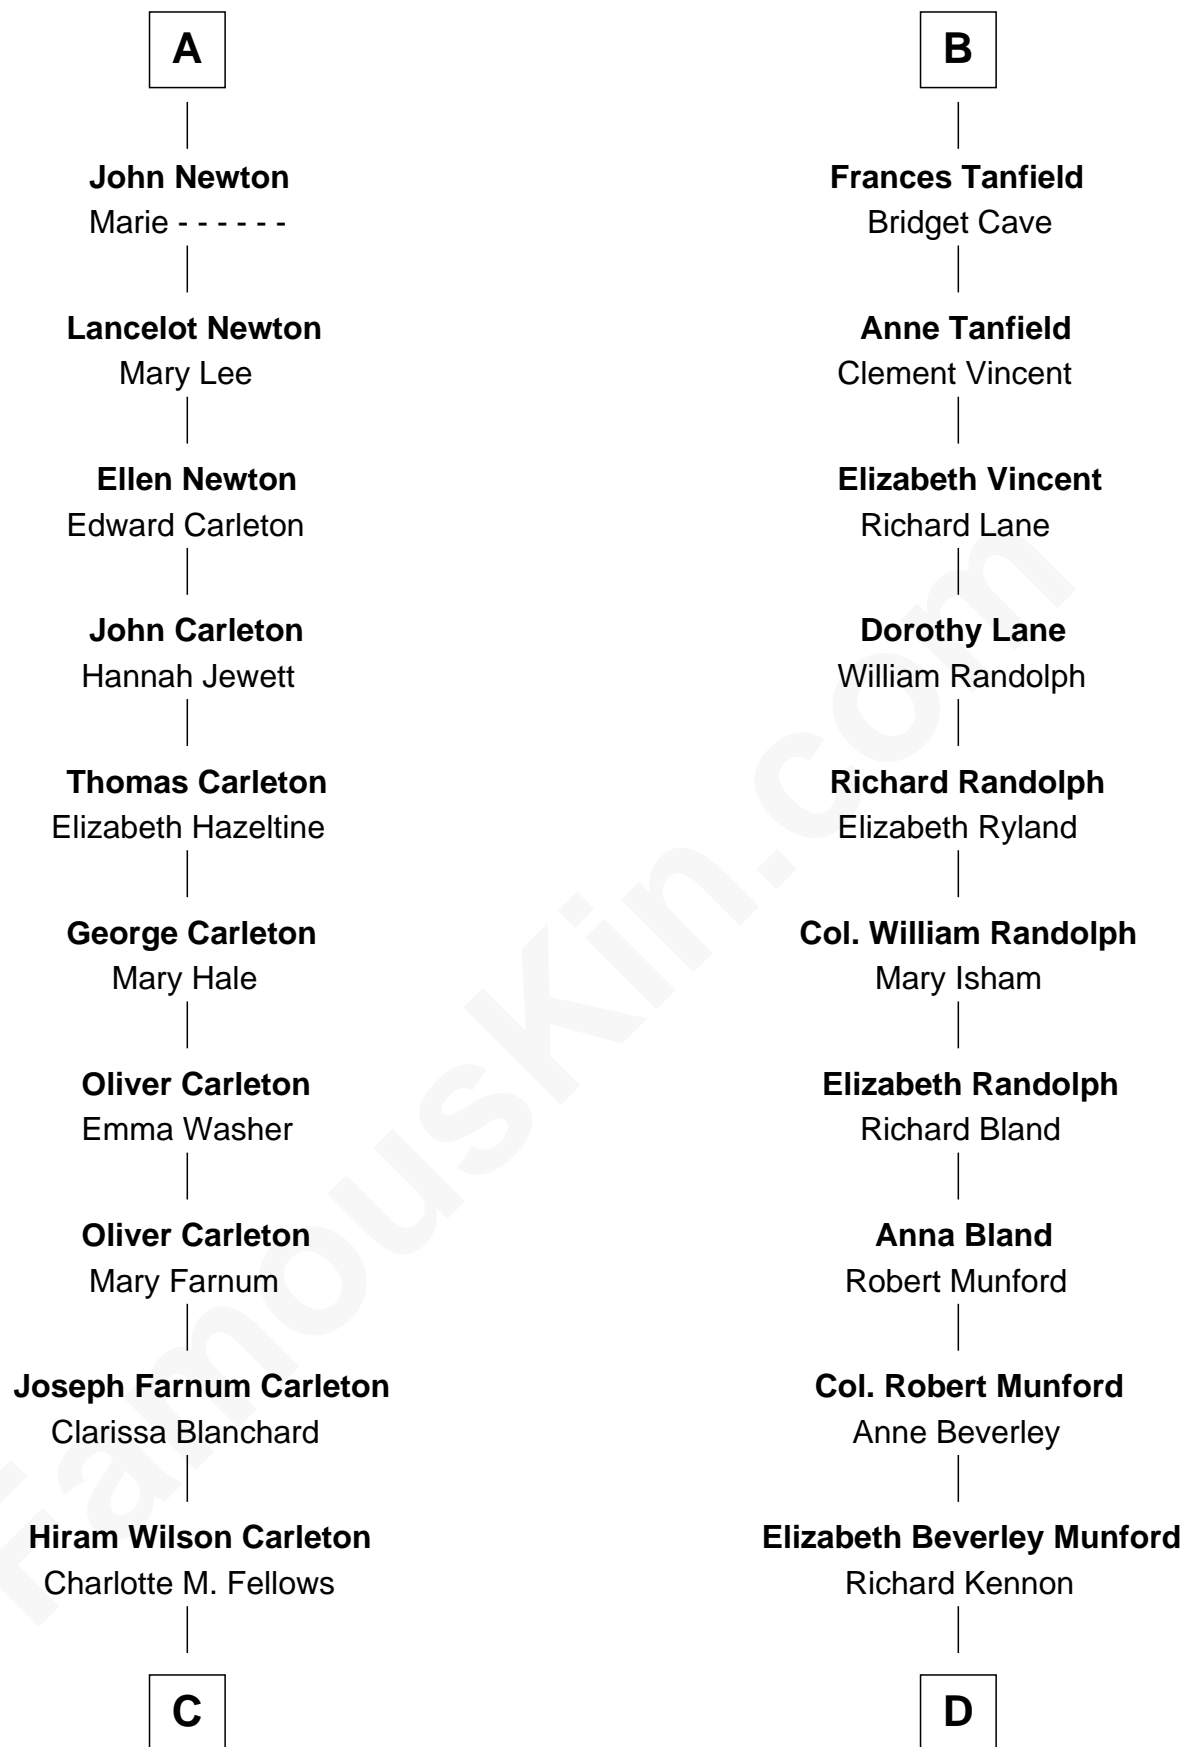 A
John Newton
Marie - - - - - -
Lancelot Newton
Mary Lee
Ellen Newton
Edward Carleton
John Carleton
Hannah Jewett
Thomas Carleton
Elizabeth Hazeltine
George Carleton
Mary Hale
Oliver Carleton
Emma Washer
Oliver Carleton
Mary Farnum
Joseph Farnum Carleton
Clarissa Blanchard
Hiram Wilson Carleton
Charlotte M. Fellows
C
B
Frances Tanfield
Bridget Cave
Anne Tanfield
Clement Vincent
Elizabeth Vincent
Richard Lane
Dorothy Lane
William Randolph
Richard Randolph
Elizabeth Ryland
Col. William Randolph
Mary Isham
Elizabeth Randolph
Richard Bland
Anna Bland
Robert Munford
Col. Robert Munford
Anne Beverley
Elizabeth Beverley Munford
Richard Kennon
D
FamousKin.com